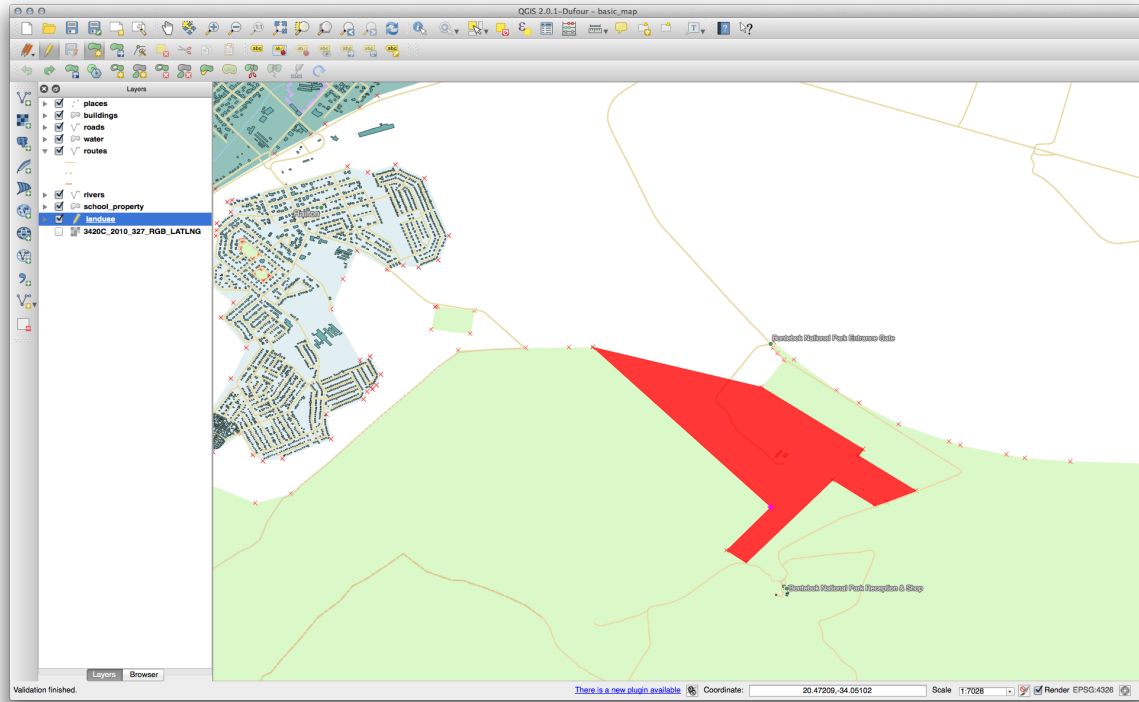 QGIS 2.0.1-Dufour - basic_map
Layers
places
buildings
roads
water
routes
rivers
school_property
landuse
3420C_2010_327_RGB_LATLNG
Bontebok National Park Entrance Gate
Bontebok National Park Reception & Shop
Layers
Browser
Validation finished.
There is a new plugin available
Coordinate:
20.47209,-34.05102
Scale
1:7028
Render
EPSG:4326